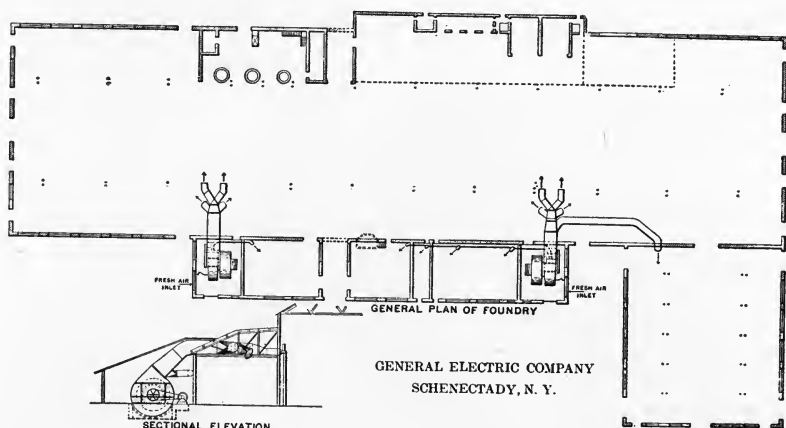 FRESH AIR
INLET
FRESH AIR
INLET
GENERAL PLAN OF FOUNDRY
GENERAL ELECTRIC COMPANY
SCHENECTADY, N. Y.
SECTIONAL ELEVATION